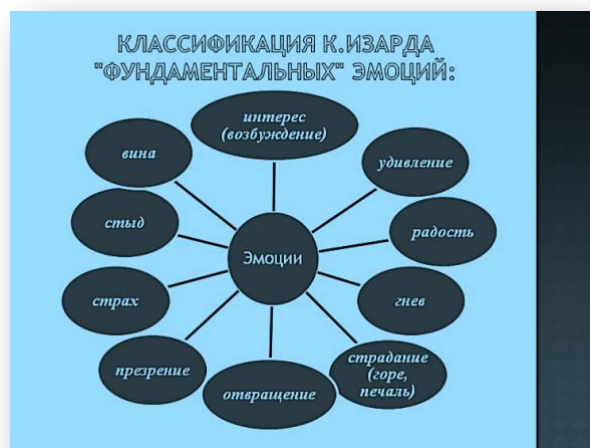 КЛАССИФИКАЦИЯ К.ИЗАРДА
"ФУНДАМЕНТАЛЬНЫХ" ЭМОЦИЙ:
интерес
(возбуждение)
удивление
радость
гнев
страдание
(горе,
печаль)
отвращение
презрение
страх
стыд
вина
Эмоции